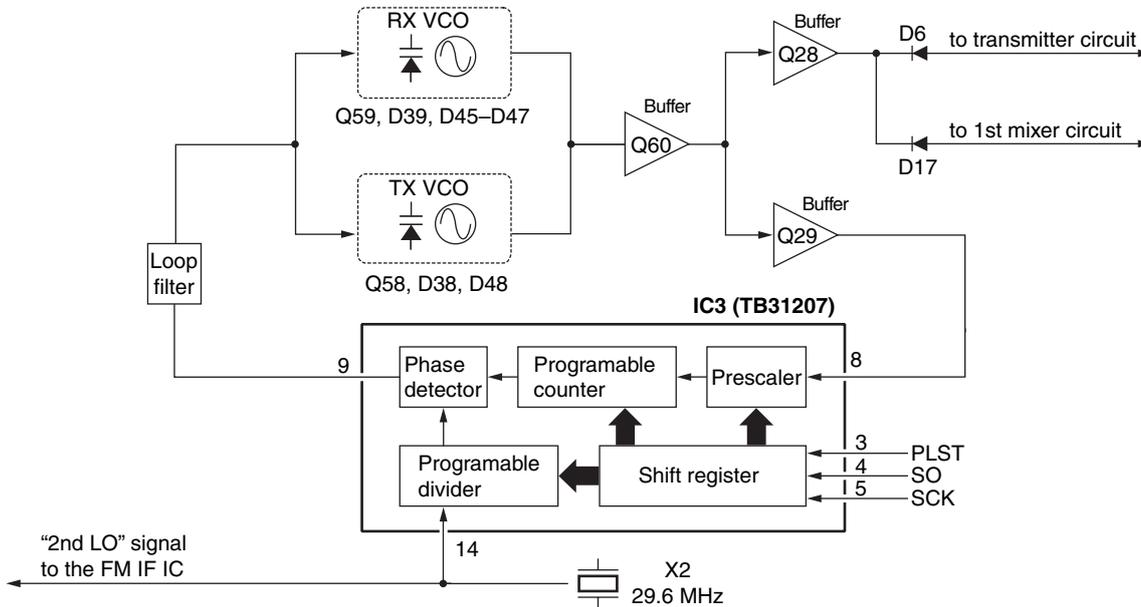 RX VCO
Q59, D39, D45–D47
TX VCO
Q58, D38, D48
Loop
filter
Buffer
Q60
Buffer
Q28
D6
to transmitter circuit
to 1st mixer circuit
D17
Buffer
Q29
IC3 (TB31207)
9
Phase
detector
Programable
counter
Prescaler
8
Programable
divider
Shift register
3
PLST
4
SO
5
SCK
14
“2nd LO” signal
to the FM IF IC
X2
29.6 MHz